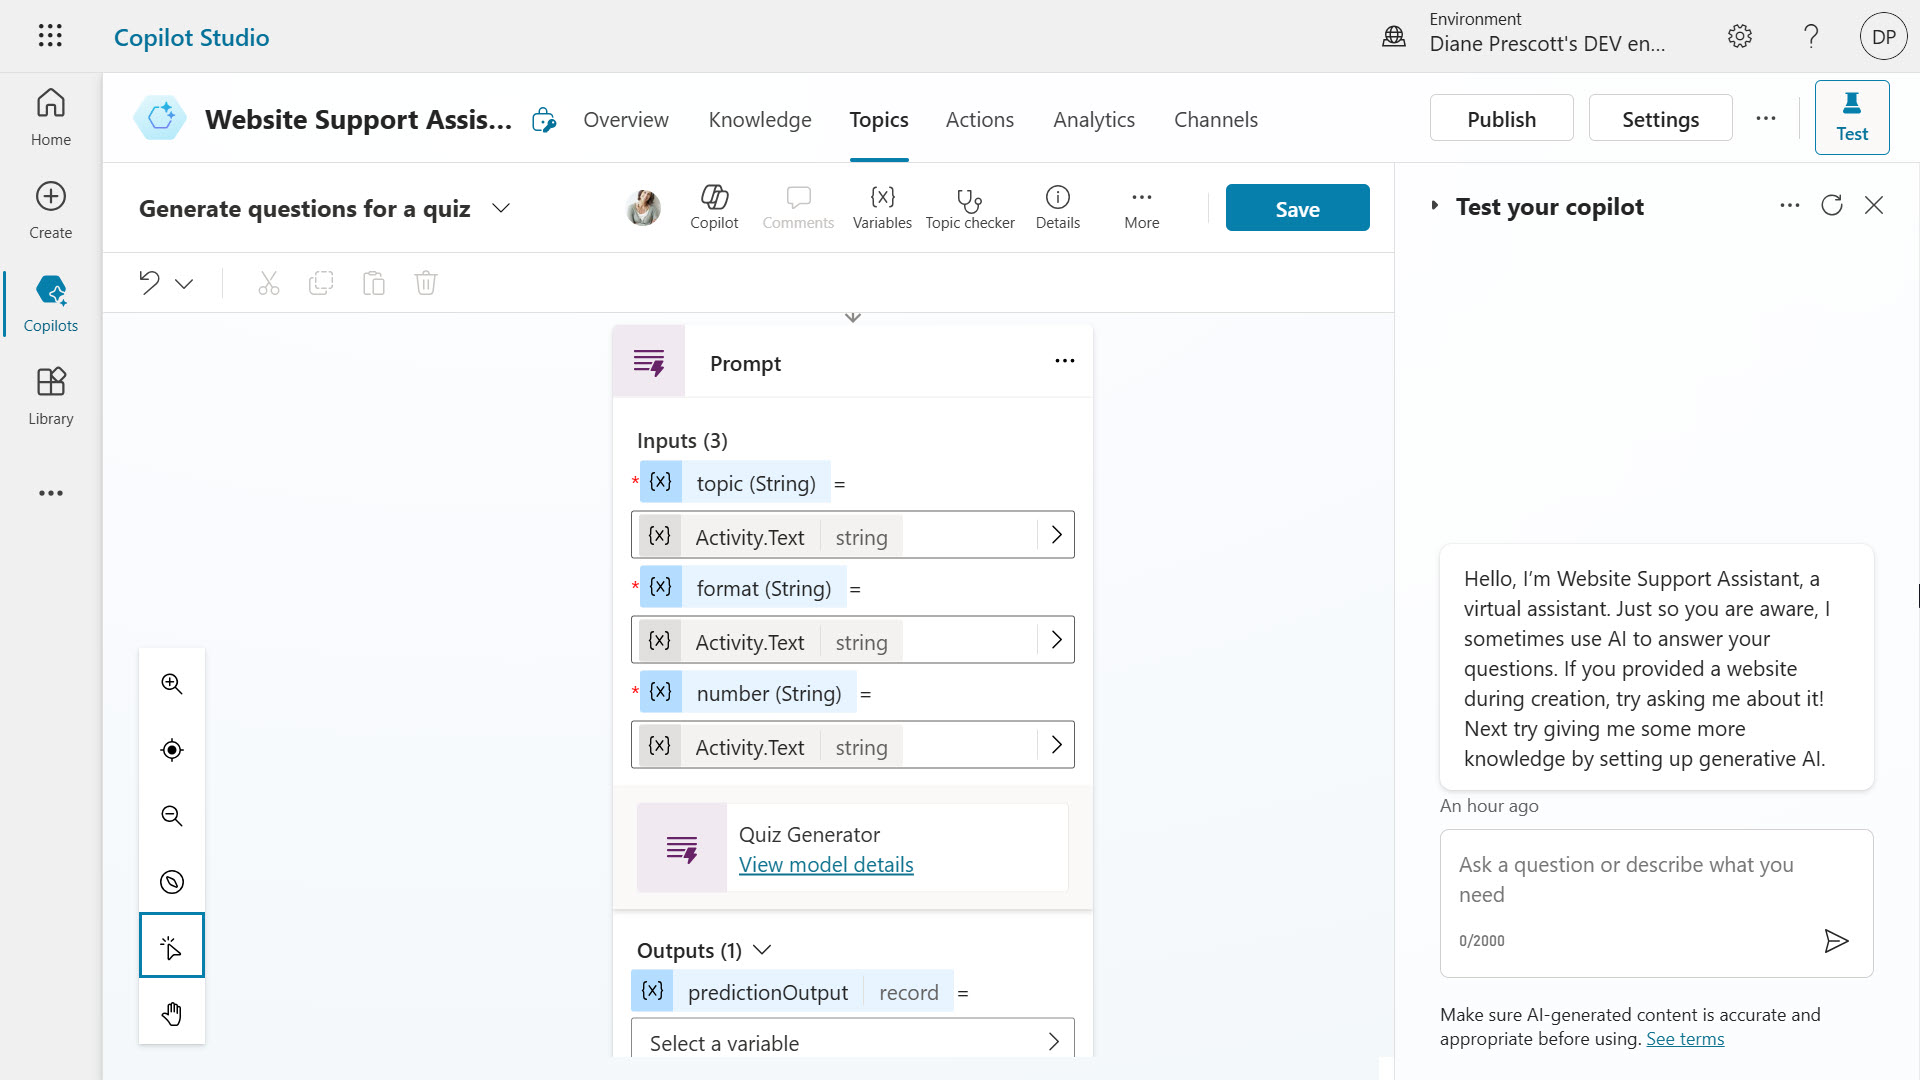 Copilot Studio
Environment
Diane Prescott's DEV en...
DP
Home
Create
Copilots
Library
Website Support Assis...
Overview
Knowledge
Topics
Actions
Analytics
Channels
Publish
Settings
Test
Generate questions for a quiz
Copilot
Comments
Variables
Topic checker
Details
More
Save
Prompt
Inputs (3)
* {x} topic (String) =
{x} Activity.Text string
* {x} format (String) =
{x} Activity.Text string
* {x} number (String) =
{x} Activity.Text string
Quiz Generator
View model details
Outputs (1)
{x} predictionOutput record =
Select a variable
Test your copilot
Hello, I’m Website Support Assistant, a
virtual assistant. Just so you are aware, I
sometimes use AI to answer your
questions. If you provided a website
during creation, try asking me about it!
Next try giving me some more
knowledge by setting up generative AI.
An hour ago
Ask a question or describe what you
need
0/2000
Make sure AI-generated content is accurate and
appropriate before using. See terms